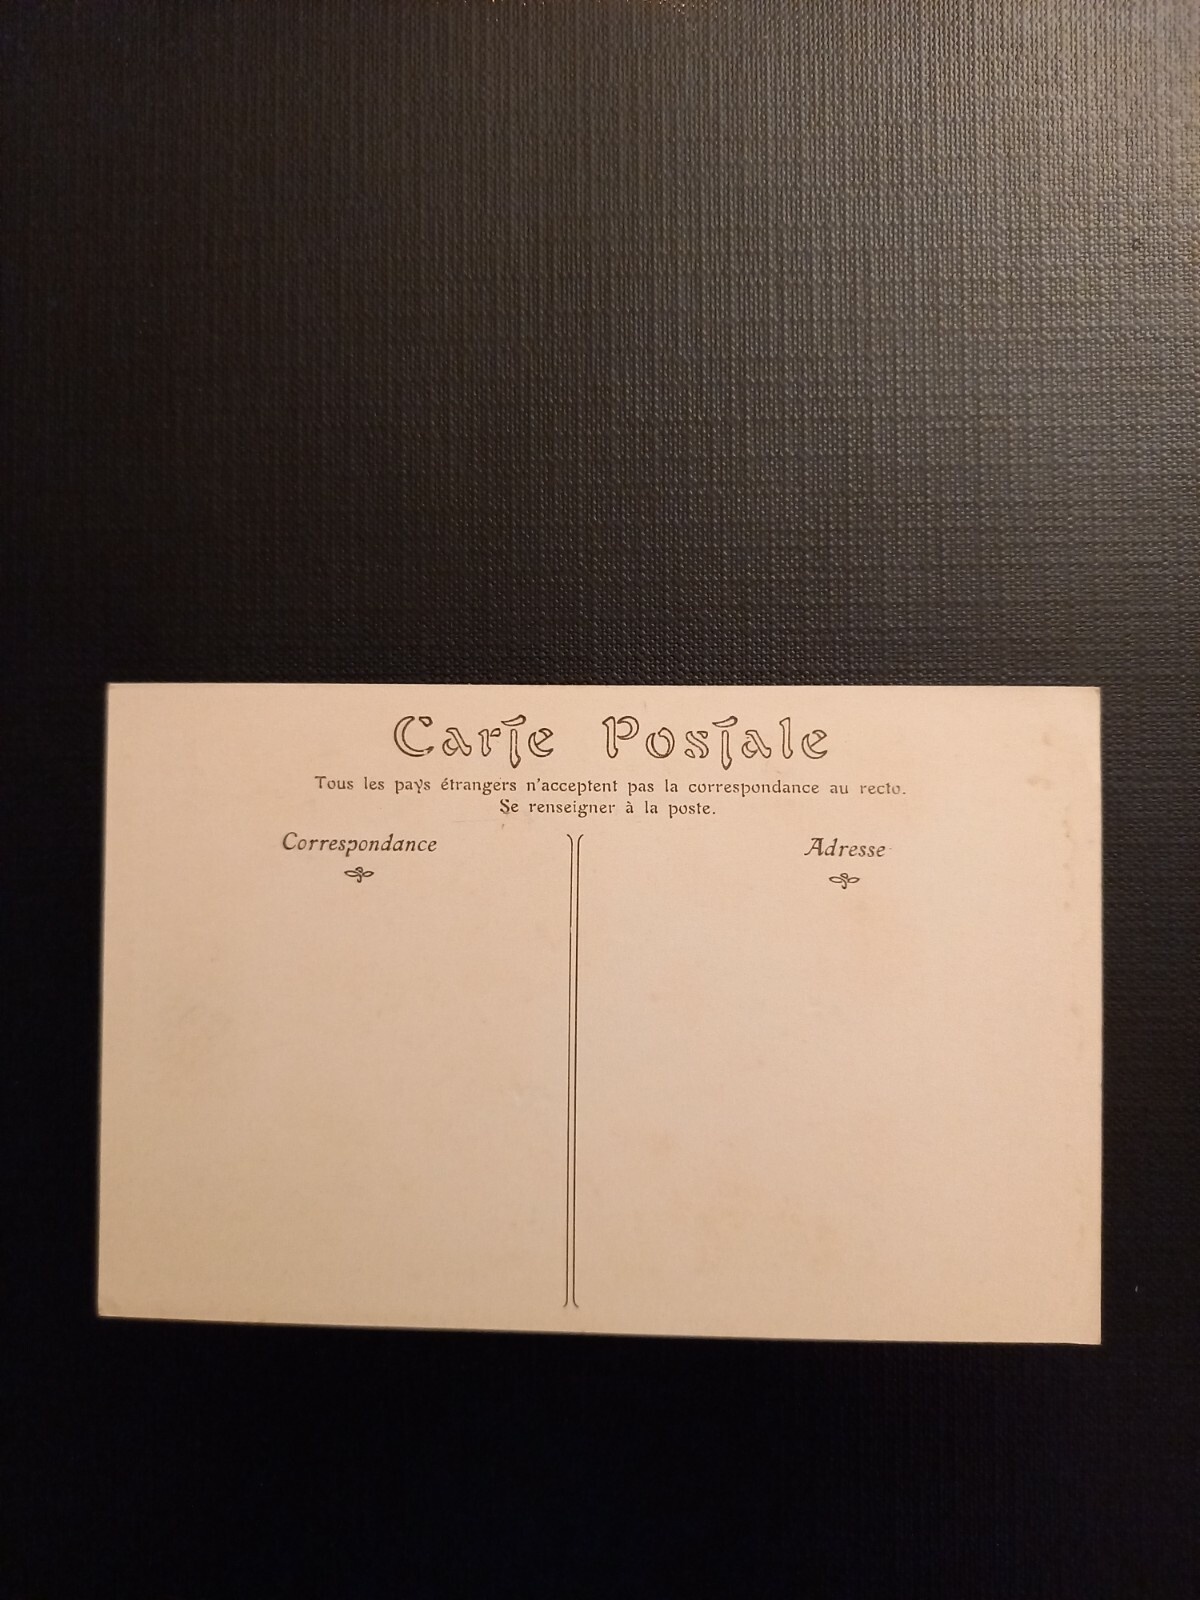 Carte Postale
Tous les pays étrangers n'acceptent pas la correspondance au recto.
Se renseigner à la poste.
Correspondance
Adresse